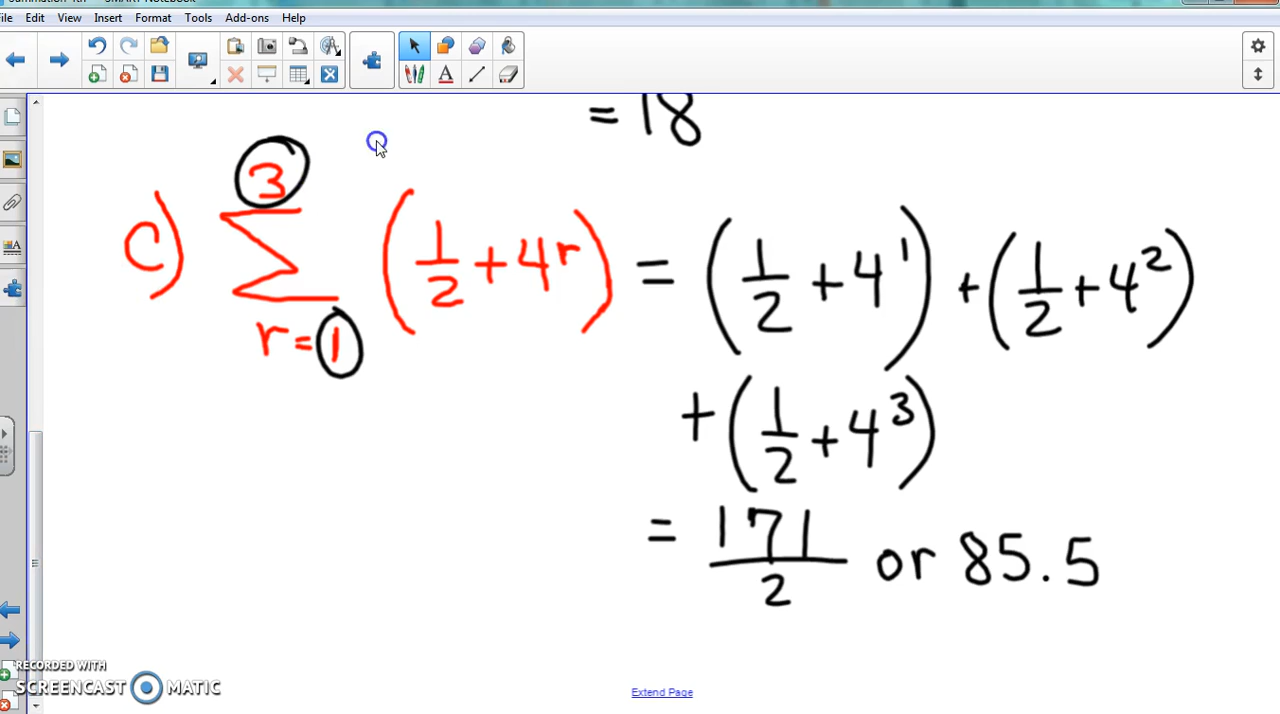 File Edit View Insert Format Tools Add-ons Help
= 18
c) 3 ∑ r = 1 (1/2 + 4^r) = (1/2 + 4^1) + (1/2 + 4^2)
+ (1/2 + 4^3)
= 171/2 or 85.5
RECORDED WITH
SCREENCAST MATIC
Extend Page